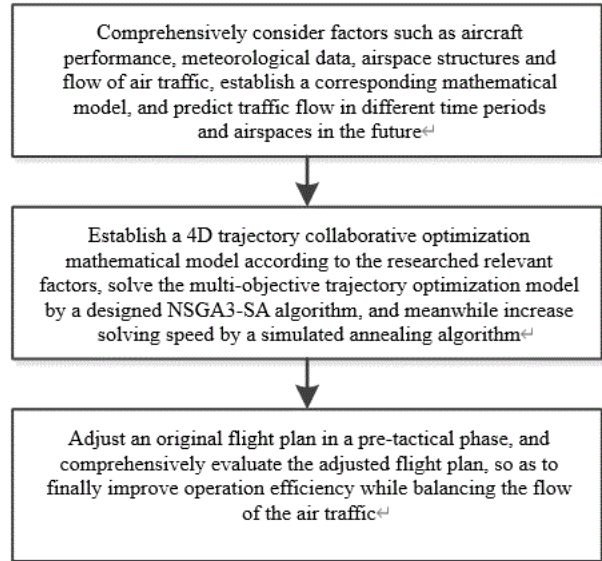 Comprehensively consider factors such as aircraft
performance, meteorological data, airspace structures and
flow of air traffic, establish a corresponding mathematical
model, and predict traffic flow in different time periods
and airspaces in the future↵
Establish a 4D trajectory collaborative optimization
mathematical model according to the researched relevant
factors, solve the multi-objective trajectory optimization model
by a designed NSGA3-SA algorithm, and meanwhile increase
solving speed by a simulated annealing algorithm↵
Adjust an original flight plan in a pre-tactical phase, and
comprehensively evaluate the adjusted flight plan, so as to
finally improve operation efficiency while balancing the flow
of the air traffic↵